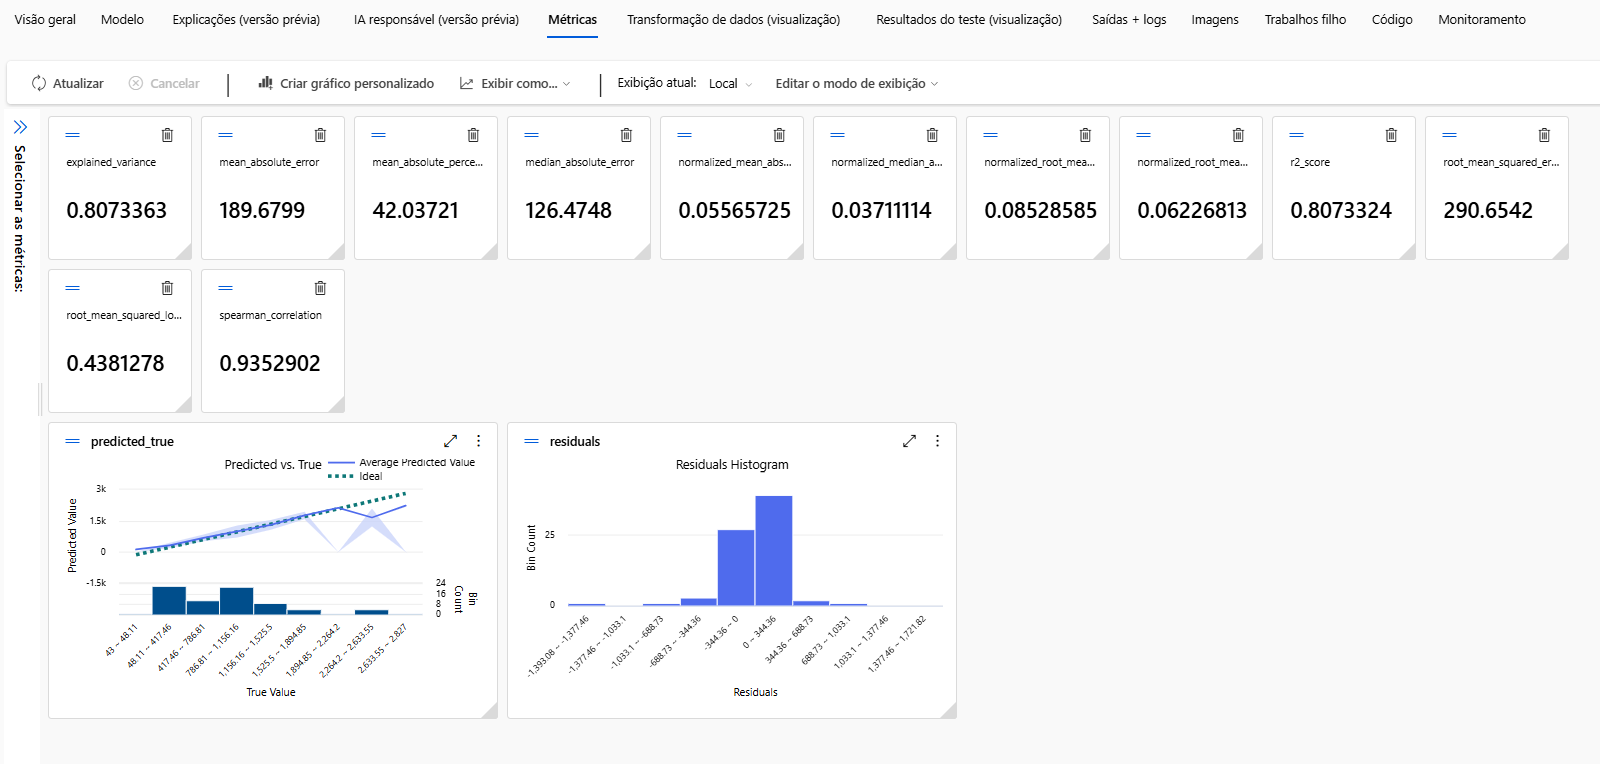 Visão geral Modelo Explicações (versão prévia) IA responsável (versão prévia) Métricas Transformação de dados (visualização) Resultados do teste (visualização) Saídas + logs Imagens Trabalhos filho Código Monitoramento
Atualizar Cancelar Criar gráfico personalizado Exibir como... Exibição atual: Local Editar o modo de exibição
Selecionar as métricas:
explained_variance
0.8073363
mean_absolute_error
189.6799
mean_absolute_perce...
42.03721
median_absolute_error
126.4748
normalized_mean_abs...
0.05565725
normalized_median_a...
0.03711114
normalized_root_mea...
0.08528585
normalized_root_mea...
0.06226813
r2_score
0.8073324
root_mean_squared_er...
290.6542
root_mean_squared_lo...
0.4381278
spearman_correlation
0.9352902
predicted_true
Predicted vs. True
Average Predicted Value
Ideal
Predicted Value
3k
1.5k
0
-1.5k
24
16
8
0
Bin
Count
43 ~ 48.11
48.11 ~ 417.46
417.46 ~ 786.81
786.81 ~ 1,156.16
1,156.16 ~ 1,525.5
1,525.5 ~ 1,894.85
1,894.85 ~ 2,264.2
2,264.2 ~ 2,633.55
2,633.55 ~ 2,827
True Value
residuals
Residuals Histogram
Bin Count
25
0
-1,393.08 ~ -1,377.46
-1,377.46 ~ -1,033.1
-1,033.1 ~ -688.73
-688.73 ~ -344.36
-344.36 ~ 0
0 ~ 344.36
344.36 ~ 688.73
688.73 ~ 1,033.1
1,033.1 ~ 1,377.46
1,377.46 ~ 1,721.82
Residuals